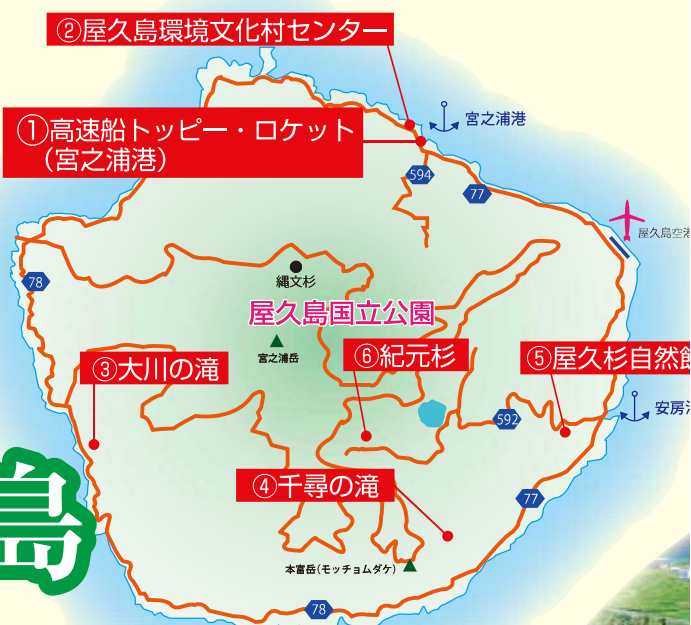 ②屋久島環境文化村センター
①高速船トッピー・ロケット
(宮之浦港)
宮之浦港
594
77
屋久島空港
78
縄文杉
屋久島国立公園
宮之浦岳
⑥紀元杉
⑤屋久杉自然館
③大川の滝
592
安房
島
④千尋の滝
77
本富岳(モッチョムダケ)
78